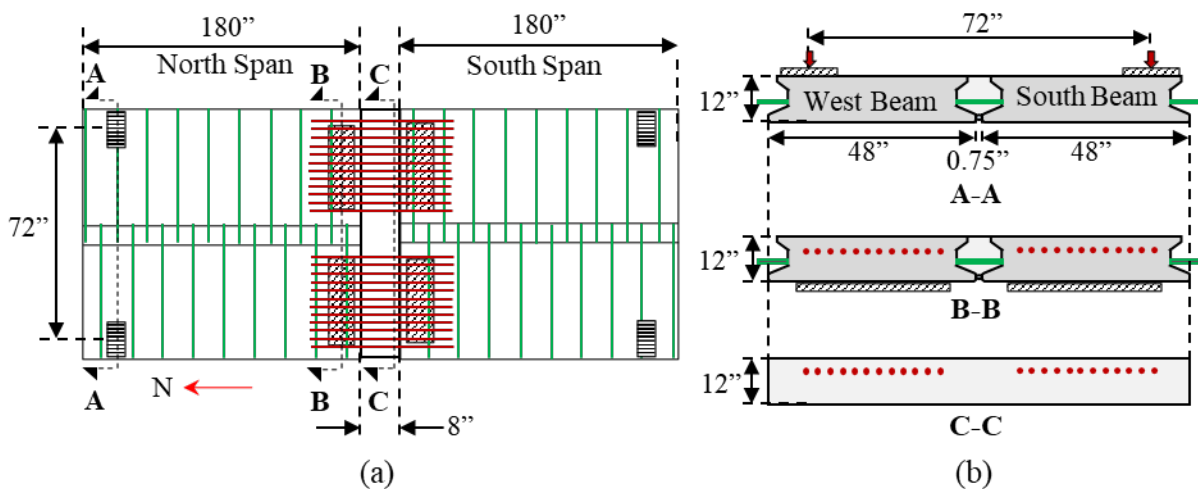 180” 180”
North Span South Span
A B C
72”
A B C
N
8”
(a)
72”
12” West Beam South Beam
48” 0.75” 48”
A-A
12”
B-B
12”
C-C
(b)